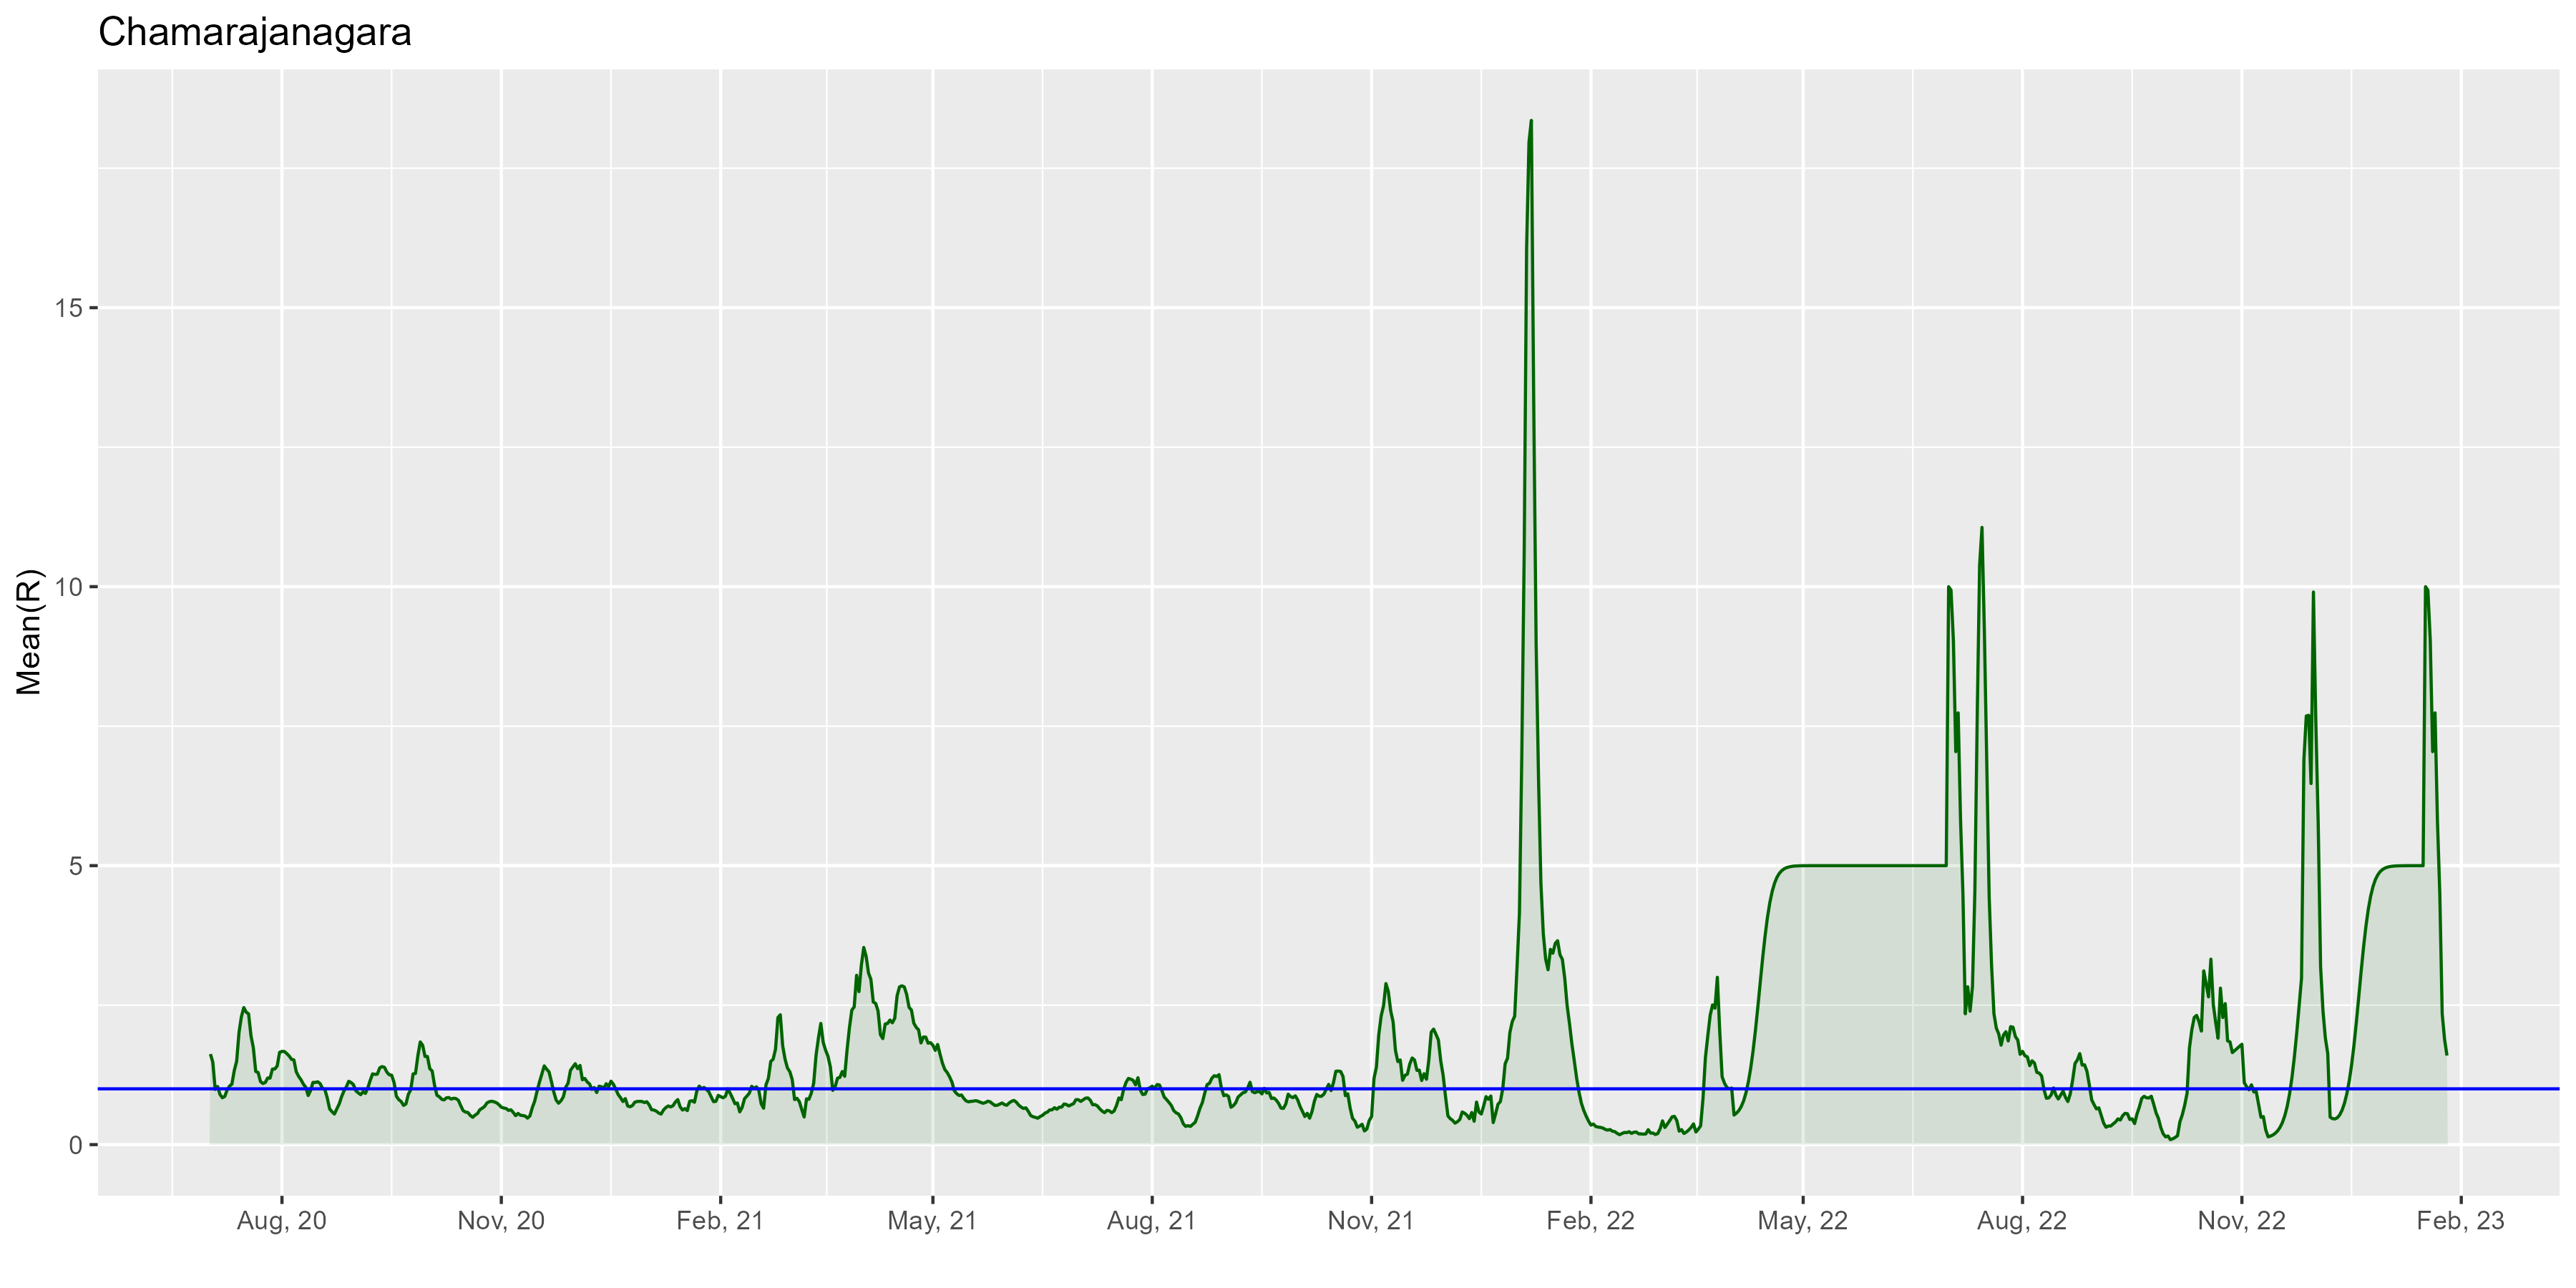 Chamarajanagara
Mean(R)
15
10
5
0
Aug, 20 Nov, 20 Feb, 21 May, 21 Aug, 21 Nov, 21 Feb, 22 May, 22 Aug, 22 Nov, 22 Feb, 23